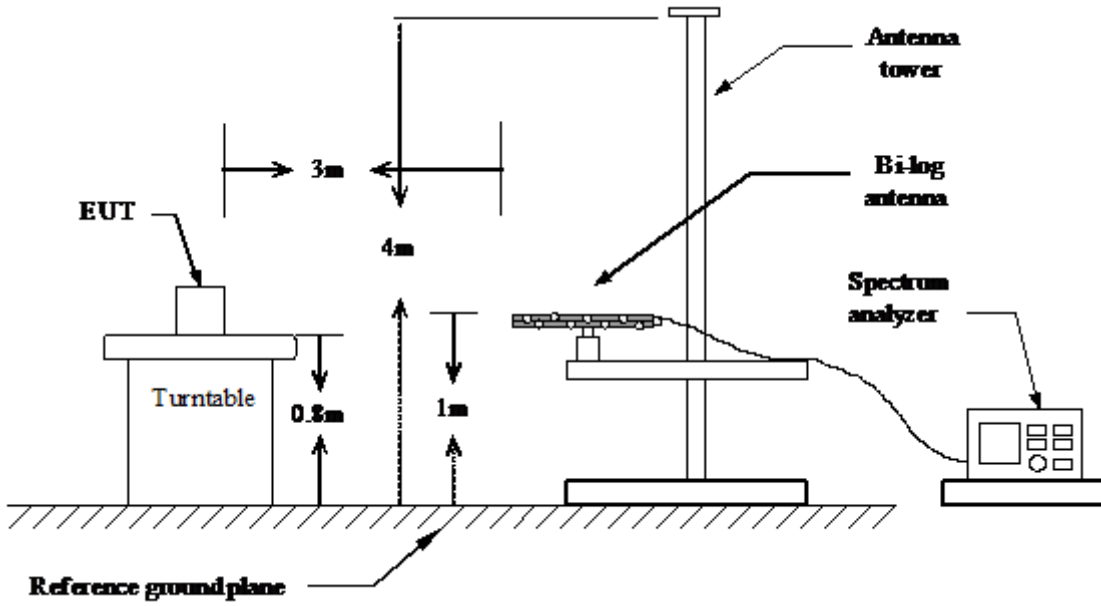 Antenna
tower
3m
Bi-log
antenna
EUT
4m
Spectrum
analyzer
Turntable
0.8m
1m
Reference ground plane